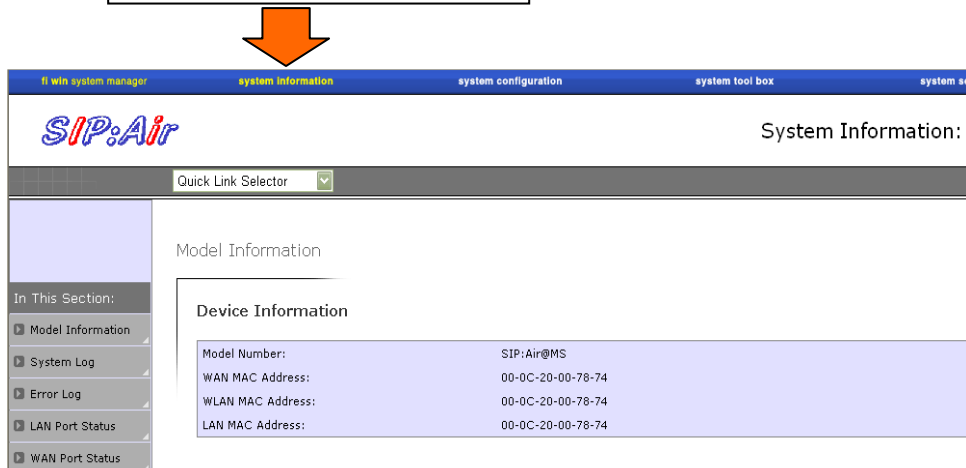 fi win system manager system information system configuration system tool box system s
SIP:Air
System Information:
Quick Link Selector
Model Information
In This Section:
Model Information
System Log
Error Log
LAN Port Status
WAN Port Status
Device Information
Model Number: SIP:Air@MS
WAN MAC Address: 00-0C-20-00-78-74
WLAN MAC Address: 00-0C-20-00-78-74
LAN MAC Address: 00-0C-20-00-78-74